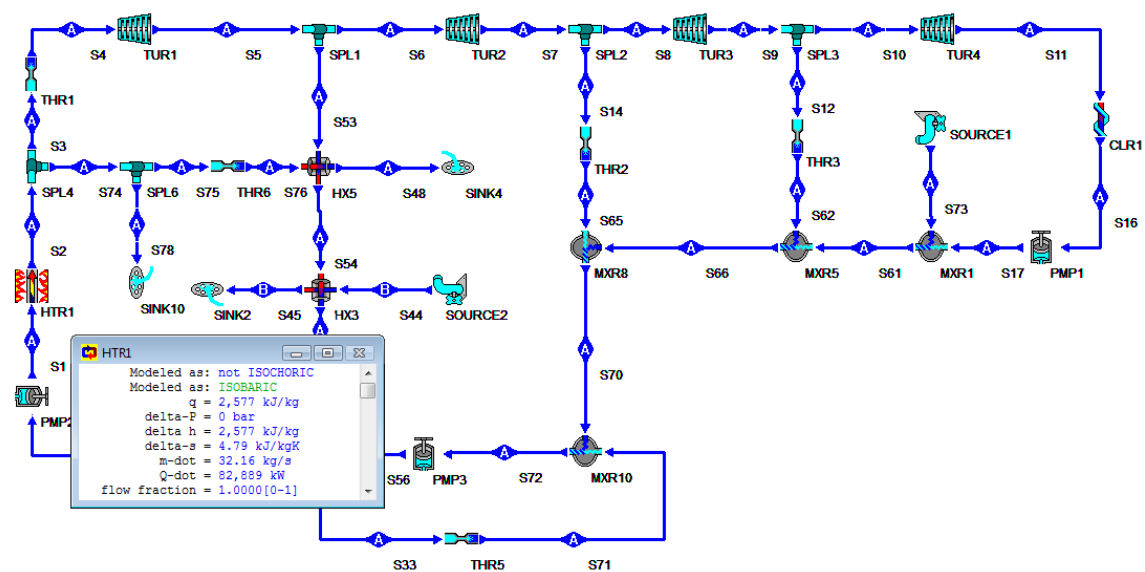 S4 TUR1 S5 SPL1 S6 TUR2 S7 SPL2 S8 TUR3 S9 SPL3 S10 TUR4 S11
THR1 S53 S14 S12 SOURCE1 CLR1
S3 THR2 THR3
SPL4 S74 SPL6 S75 THR6 S76 HX5 S48 SINK4
S65 S62 S73 S16
S2 S78 S54 MXR8 S66 MXR5 S61 MXR1 S17 PMP1
HTR1 SINK10 SINK2 S45 HX3 S44 SOURCE2
A A A A A A A A A A A A A A A A A A A A A A A A A A A A A
B B
S1 HTR1
Modeled as: not ISOCHORIC
Modeled as: ISOBARIC
q = 2,577 kJ/kg
delta-P = 0 bar
delta h = 2,577 kJ/kg
delta-s = 4.79 kJ/kgK
m-dot = 32.16 kg/s
Q-dot = 82,889 kW
flow fraction = 1.0000[0-1]
PMP2 S70
S56 PMP3 S72 MXR10
S33 THR5 S71